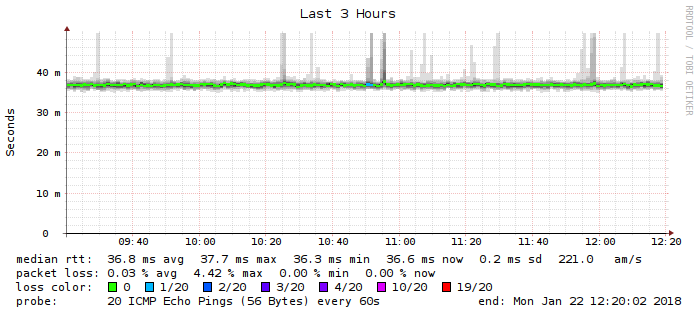 Last 3 Hours
RRDTOOL / TOBI OETIKER
Seconds
40 m
30 m
20 m
10 m
0
09:40 10:00 10:20 10:40 11:00 11:20 11:40 12:00 12:20
median rtt: 36.8 ms avg 37.7 ms max 36.3 ms min 36.6 ms now 0.2 ms sd 221.0 am/s
packet loss: 0.03 % avg 4.42 % max 0.00 % min 0.00 % now
loss color: 0 1/20 2/20 3/20 4/20 10/20 19/20
probe: 20 ICMP Echo Pings (56 Bytes) every 60s end: Mon Jan 22 12:20:02 2018